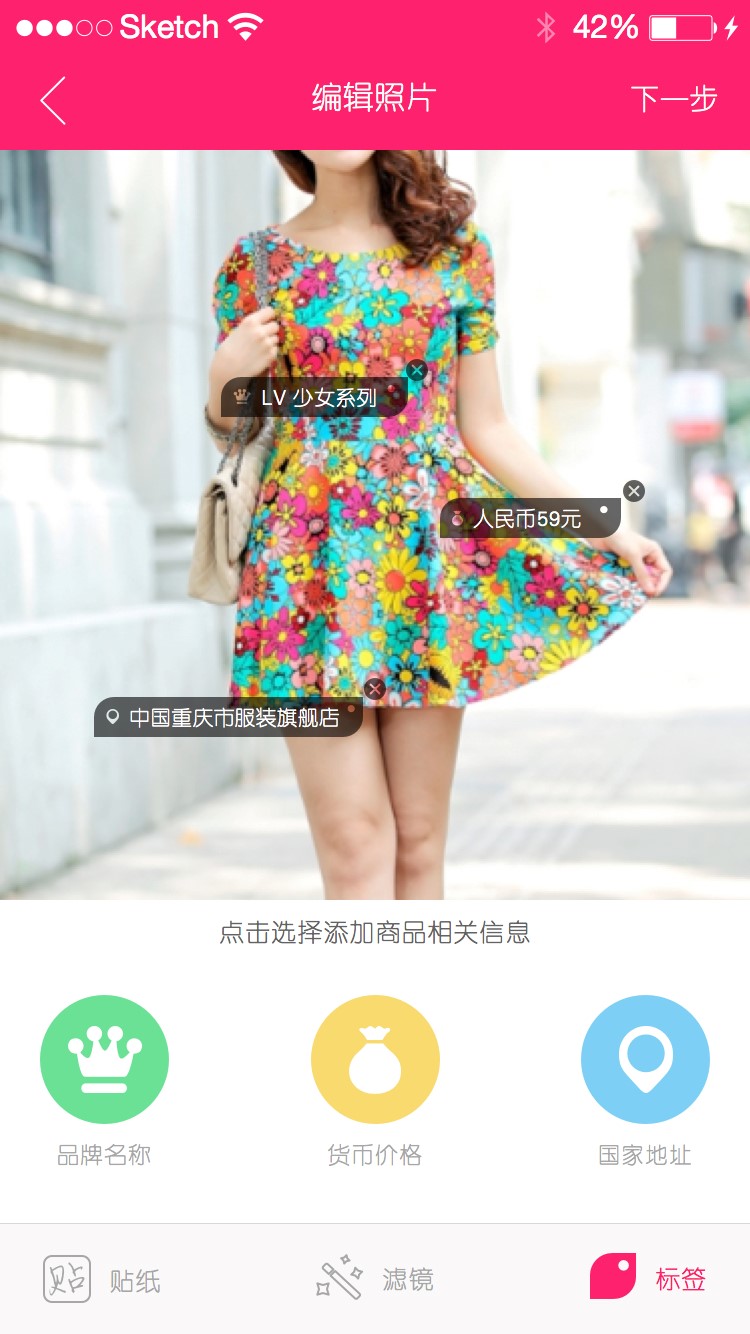 Sketch 42%
编辑照片
下一步
LV 少女系列
人民币59元
中国重庆市服装旗舰店
点击选择添加商品相关信息
品牌名称
货币价格
国家地址
贴 贴纸
滤镜
标签